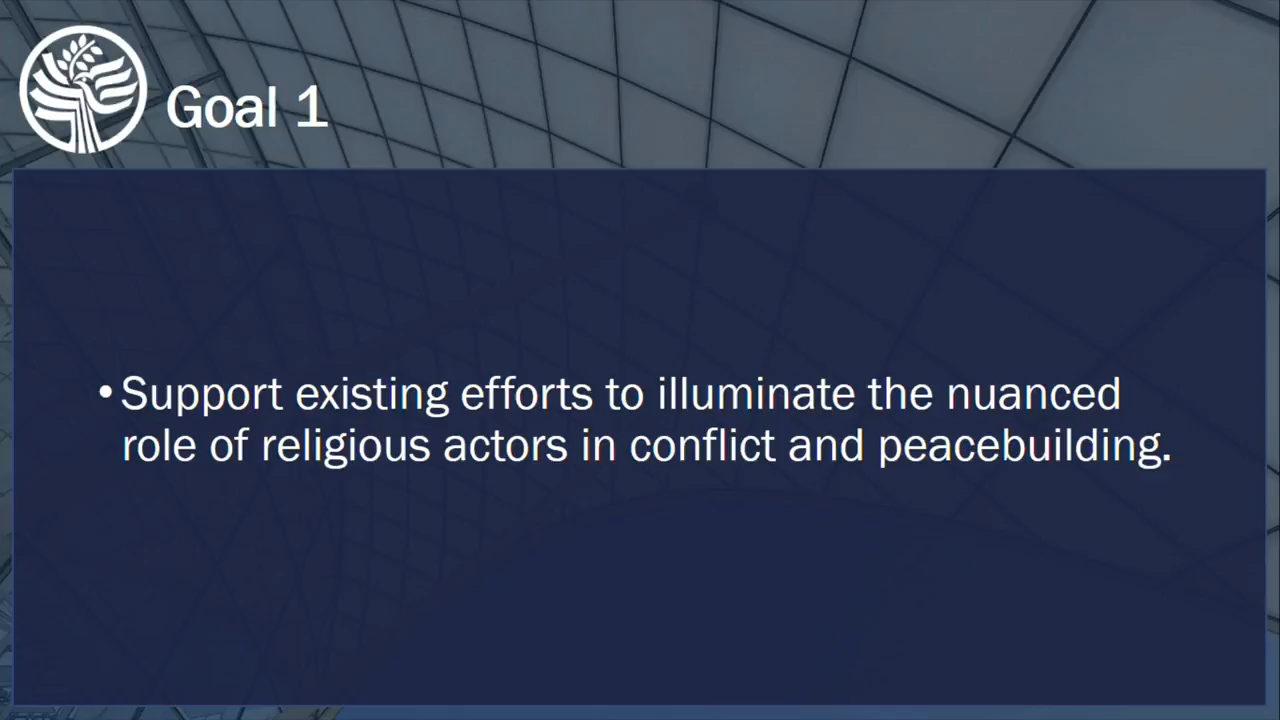 Goal 1
• Support existing efforts to illuminate the nuanced
role of religious actors in conflict and peacebuilding.